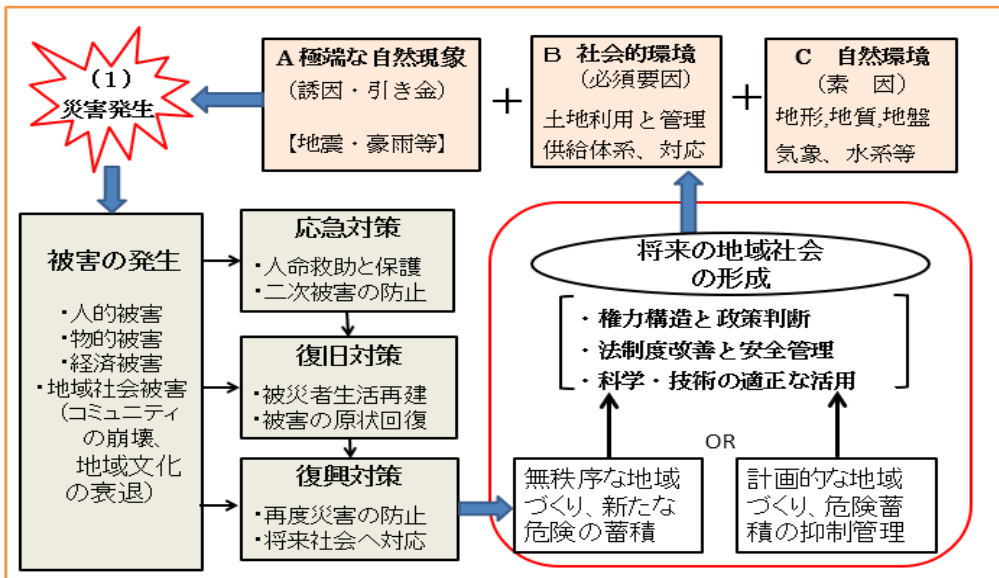 (1)
災害発生
A 極端な自然現象
(誘因・引き金)
【地震・豪雨等】
+
B 社会的環境
(必須要因)
土地利用と管理
供給体系、対応
+
C 自然環境
(素 因)
地形,地質,地盤
気象、水系等
被害の発生
・人的被害
・物的被害
・経済被害
・地域社会被害
(コミュニティ
の崩壊、
地域文化
の衰退)
応急対策
・人命救助と保護
・二次被害の防止
復旧対策
・被災者生活再建
・被害の原状回復
復興対策
・再度災害の防止
・将来社会へ対応
将来の地域社会
の形成
・権力構造と政策判断
・法制度改善と安全管理
・科学・技術の適正な活用
OR
無秩序な地域
づくり、新たな
危険の蓄積
計画的な地域
づくり、危険蓄
積の抑制管理